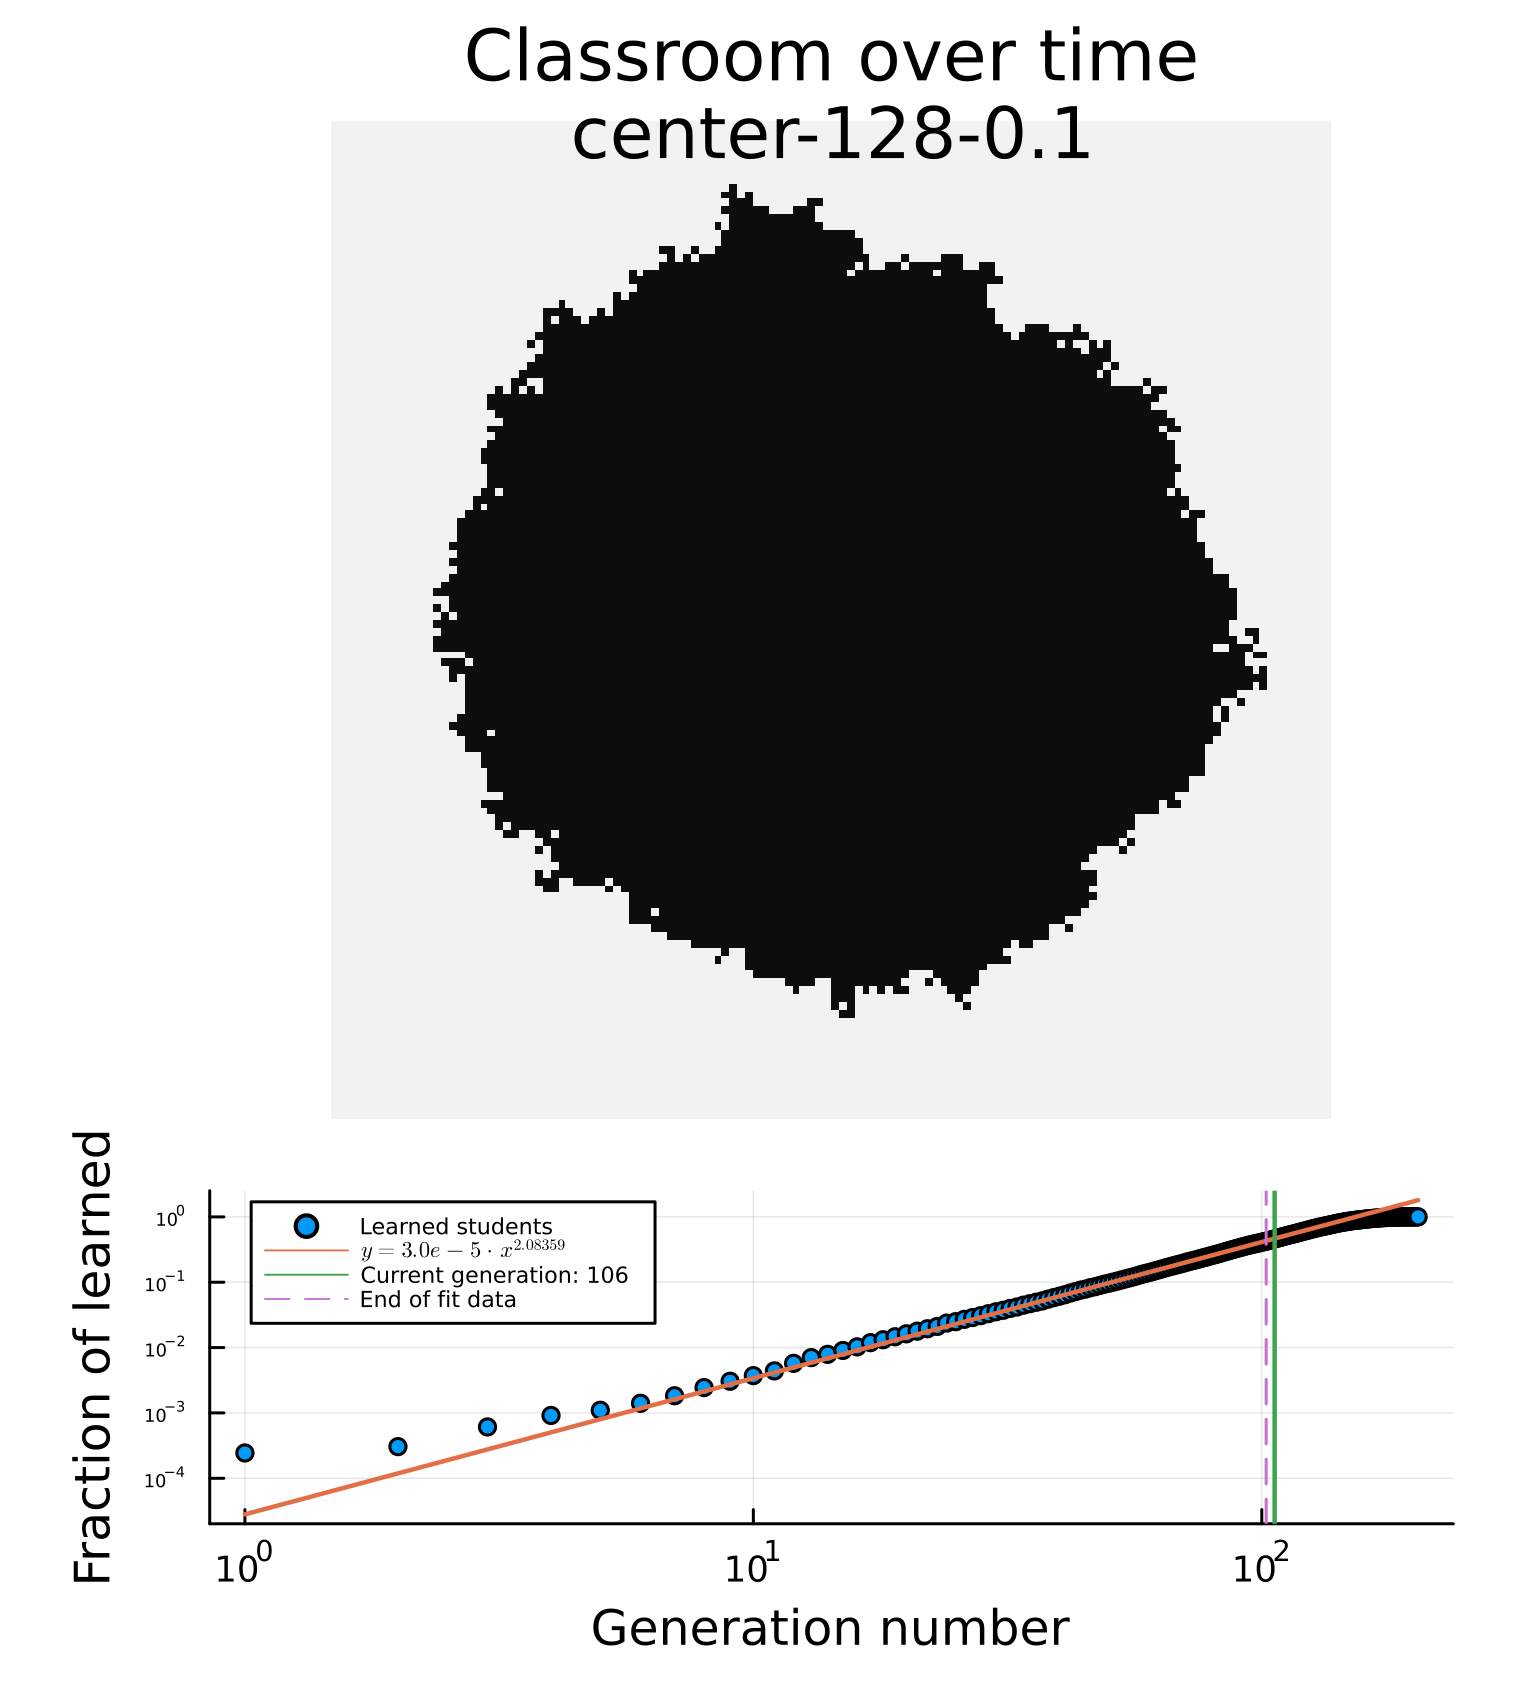 Classroom over time
center-128-0.1
Fraction of learned
10⁰
10⁻¹
10⁻²
10⁻³
10⁻⁴
Learned students
y = 3.0e − 5 · x^2.08359
Current generation: 106
End of fit data
10⁰ 10¹ 10²
Generation number